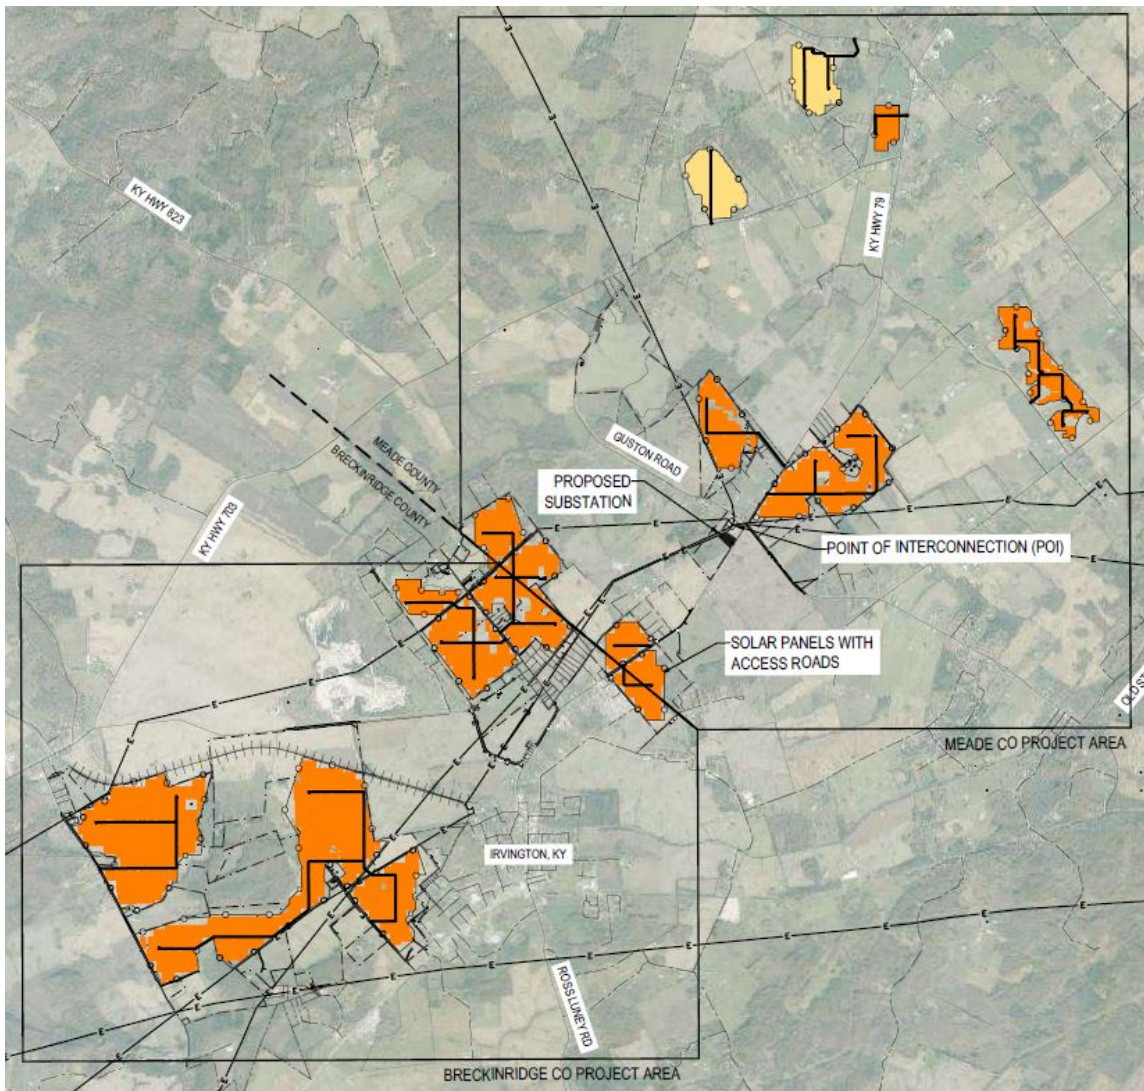 KY HWY 823
KY HWY 79
MEADE COUNTY
BRECKINRIDGE COUNTY
GUSTON ROAD
PROPOSED
SUBSTATION
KY HWY 703
POINT OF INTERCONNECTION (POI)
SOLAR PANELS WITH
ACCESS ROADS
MEADE CO PROJECT AREA
IRVINGTON, KY
ROSS LUNEY RD
BRECKINRIDGE CO PROJECT AREA